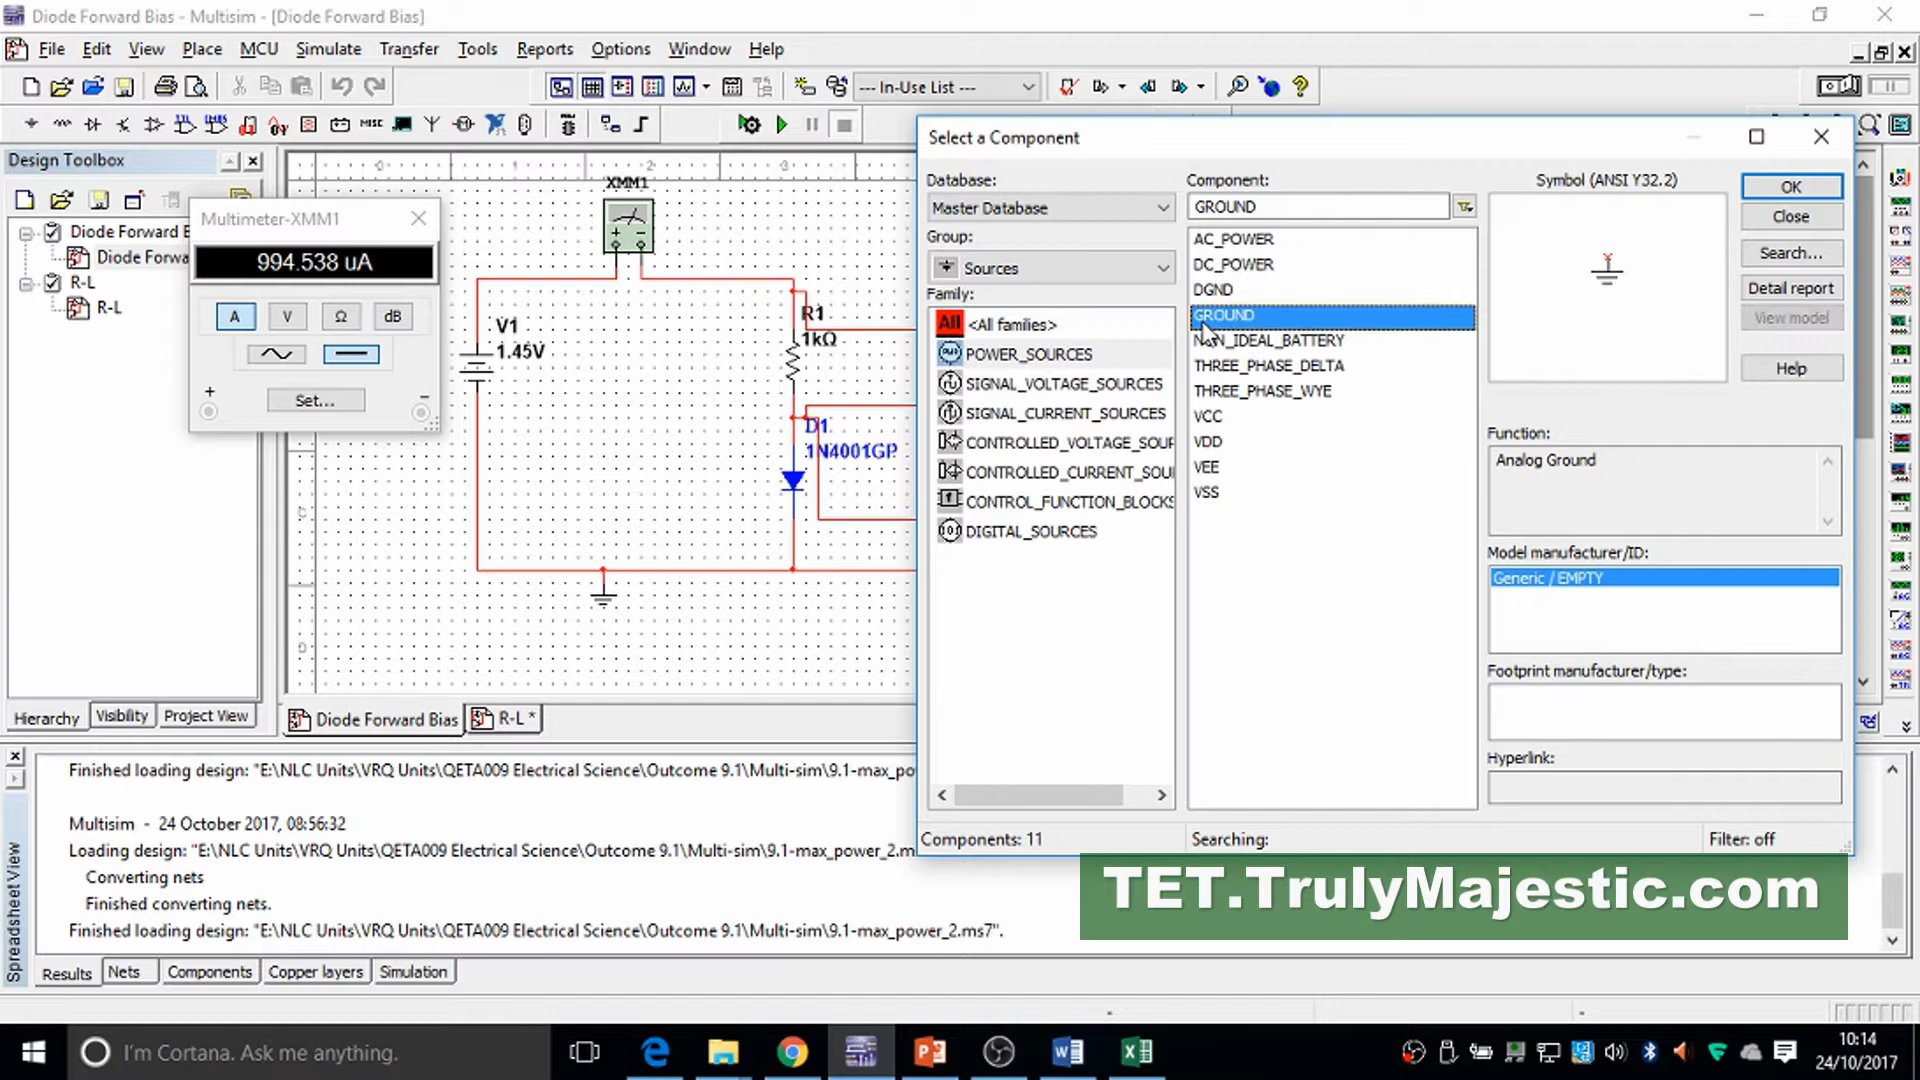 Diode Forward Bias - Multisim - [Diode Forward Bias]
File Edit View Place MCU Simulate Transfer Tools Reports Options Window Help
--- In-Use List ---
MISC
Design Toolbox
Diode Forward B
Diode Forwa
R-L
R-L
Hierarchy Visibility Project View
Multimeter-XMM1
994.538 uA
A V Ω dB
+ Set... −
XMM1
V1
1.45V
R1
1kΩ
D1
1N4001GP
Diode Forward Bias R-L *
Select a Component
Database:
Master Database
Group:
Sources
Family:
All <All families>
POWER_SOURCES
SIGNAL_VOLTAGE_SOURCES
SIGNAL_CURRENT_SOURCES
CONTROLLED_VOLTAGE_SOUR
CONTROLLED_CURRENT_SOU
CONTROL_FUNCTION_BLOCKS
DIGITAL_SOURCES
Component:
GROUND
AC_POWER
DC_POWER
DGND
GROUND
NON_IDEAL_BATTERY
THREE_PHASE_DELTA
THREE_PHASE_WYE
VCC
VDD
VEE
VSS
Symbol (ANSI Y32.2)
OK
Close
Search...
Detail report
View model
Help
Function:
Analog Ground
Model manufacturer/ID:
Generic / EMPTY
Footprint manufacturer/type:
Hyperlink:
Components: 11 Searching: Filter: off
Spreadsheet View
Finished loading design: "E:\NLC Units\VRQ Units\QETA009 Electrical Science\Outcome 9.1\Multi-sim\9.1-max_po
Multisim - 24 October 2017, 08:56:32
Loading design: "E:\NLC Units\VRQ Units\QETA009 Electrical Science\Outcome 9.1\Multi-sim\9.1-max_power_2.m
Converting nets
Finished converting nets.
Finished loading design: "E:\NLC Units\VRQ Units\QETA009 Electrical Science\Outcome 9.1\Multi-sim\9.1-max_power_2.ms7".
Results Nets Components Copper layers Simulation
TET.TrulyMajestic.com
I'm Cortana. Ask me anything.
10:14
24/10/2017